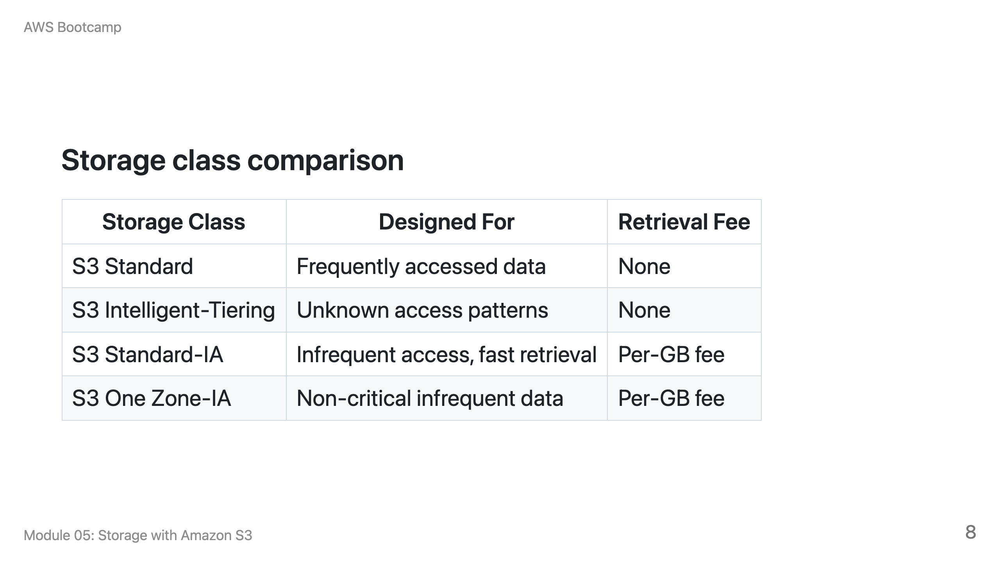 AWS Bootcamp
Storage class comparison
Storage Class Designed For Retrieval Fee
S3 Standard Frequently accessed data None
S3 Intelligent-Tiering Unknown access patterns None
S3 Standard-IA Infrequent access, fast retrieval Per-GB fee
S3 One Zone-IA Non-critical infrequent data Per-GB fee
Module 05: Storage with Amazon S3
8